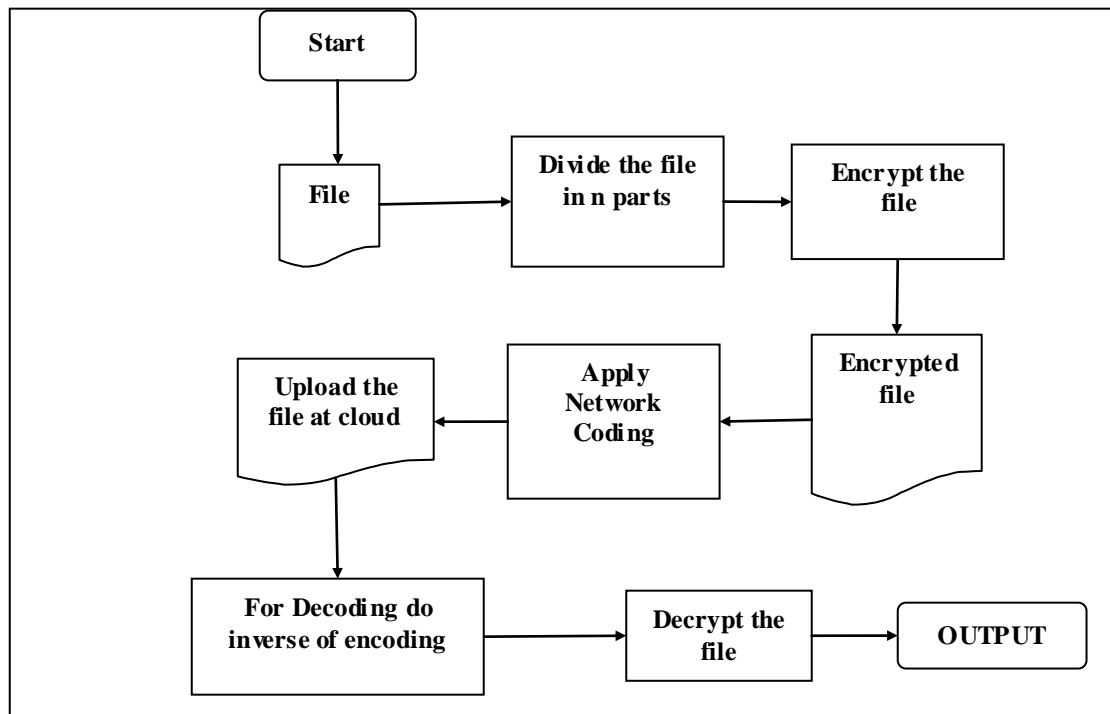 Start
File
Divide the file
in n parts
Encrypt the
file
Encrypted
file
Apply
Network
Coding
Upload the
file at cloud
For Decoding do
inverse of encoding
Decrypt the
file
OUTPUT